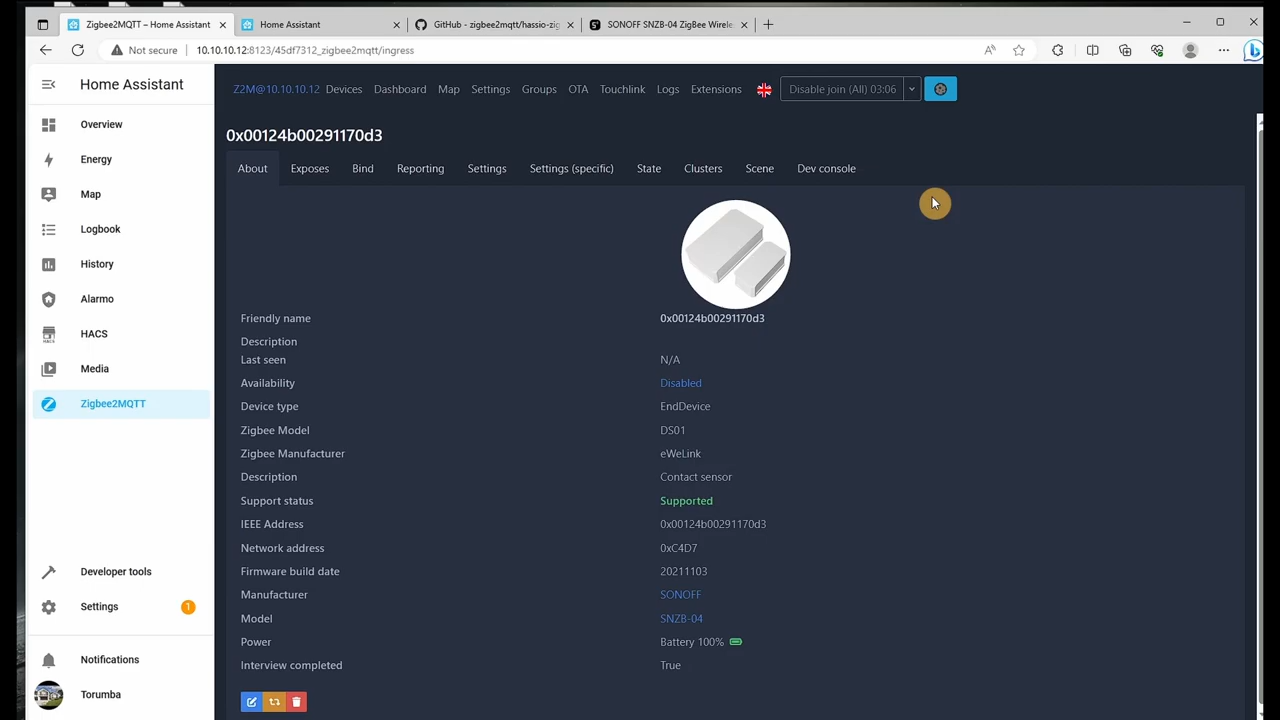 Zigbee2MQTT – Home Assistant
Home Assistant
GitHub - zigbee2mqtt/hassio-zig
SONOFF SNZB-04 ZigBee Wirele
Not secure
10.10.10.12:8123/45df7312_zigbee2mqtt/ingress
Home Assistant
Overview
Energy
Map
Logbook
History
Alarmo
HACS
HACS
Media
Zigbee2MQTT
Developer tools
Settings 1
Notifications
Torumba
Z2M@10.10.10.12 Devices Dashboard Map Settings Groups OTA Touchlink Logs Extensions Disable join (All) 03:06
0x00124b00291170d3
About Exposes Bind Reporting Settings Settings (specific) State Clusters Scene Dev console
Friendly name 0x00124b00291170d3
Description
Last seen N/A
Availability Disabled
Device type EndDevice
Zigbee Model DS01
Zigbee Manufacturer eWeLink
Description Contact sensor
Support status Supported
IEEE Address 0x00124b00291170d3
Network address 0xC4D7
Firmware build date 20211103
Manufacturer SONOFF
Model SNZB-04
Power Battery 100%
Interview completed True